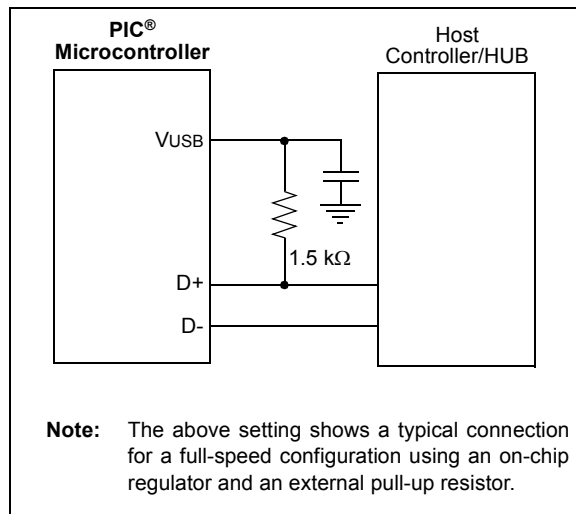 PIC®
Microcontroller
Host
Controller/HUB
VUSB
1.5 kΩ
D+
D-
Note: The above setting shows a typical connection
for a full-speed configuration using an on-chip
regulator and an external pull-up resistor.